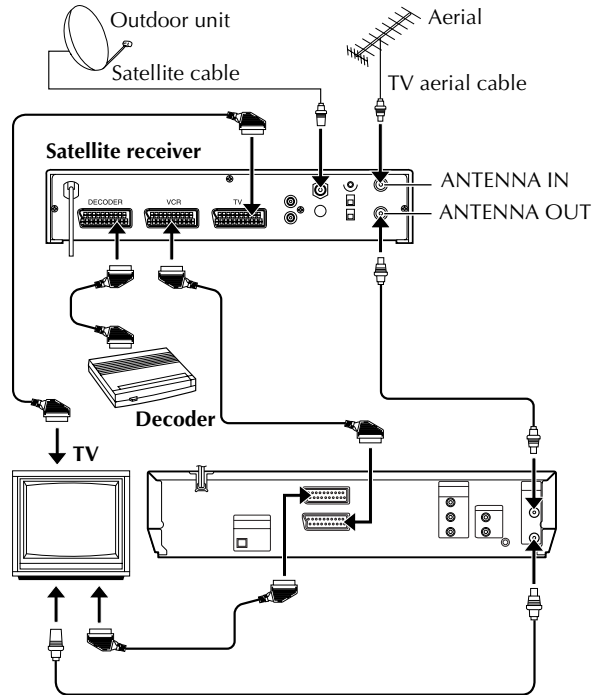 Outdoor unit
Aerial
Satellite cable
TV aerial cable
Satellite receiver
DECODER
VCR
TV
ANTENNA IN
ANTENNA OUT
Decoder
TV